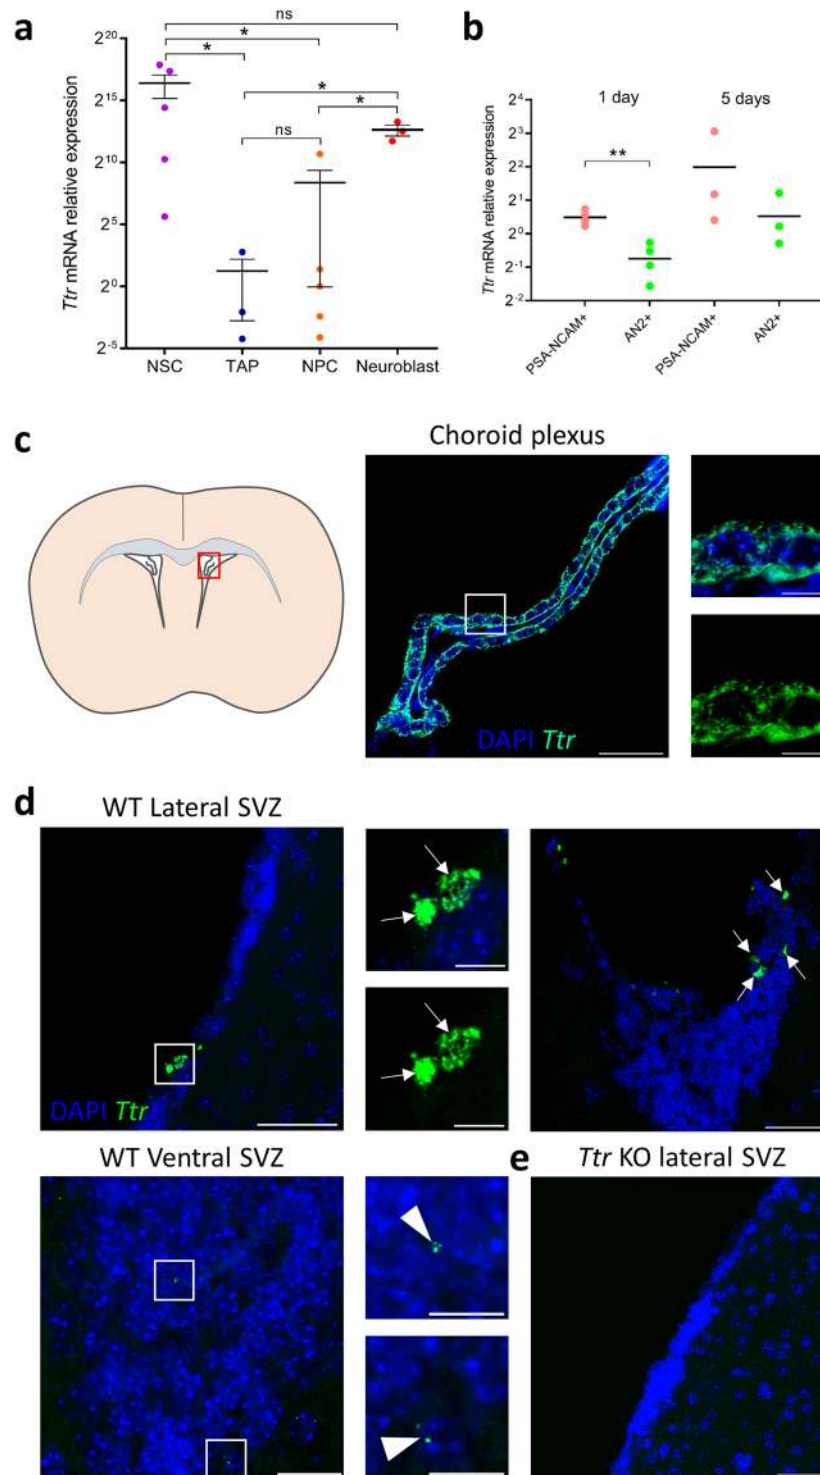 a
ns
*
*
*
*
ns
2^20
2^15
2^10
2^5
2^0
2^-5
Ttr mRNA relative expression
NSC TAP NPC Neuroblast
b
1 day 5 days
**
2^4
2^3
2^2
2^1
2^0
2^-1
2^-2
Ttr mRNA relative expression
PSA-NCAM+ AN2+ PSA-NCAM+ AN2+
c
Choroid plexus
DAPI Ttr
d
WT Lateral SVZ
DAPI Ttr
WT Ventral SVZ
e
Ttr KO lateral SVZ